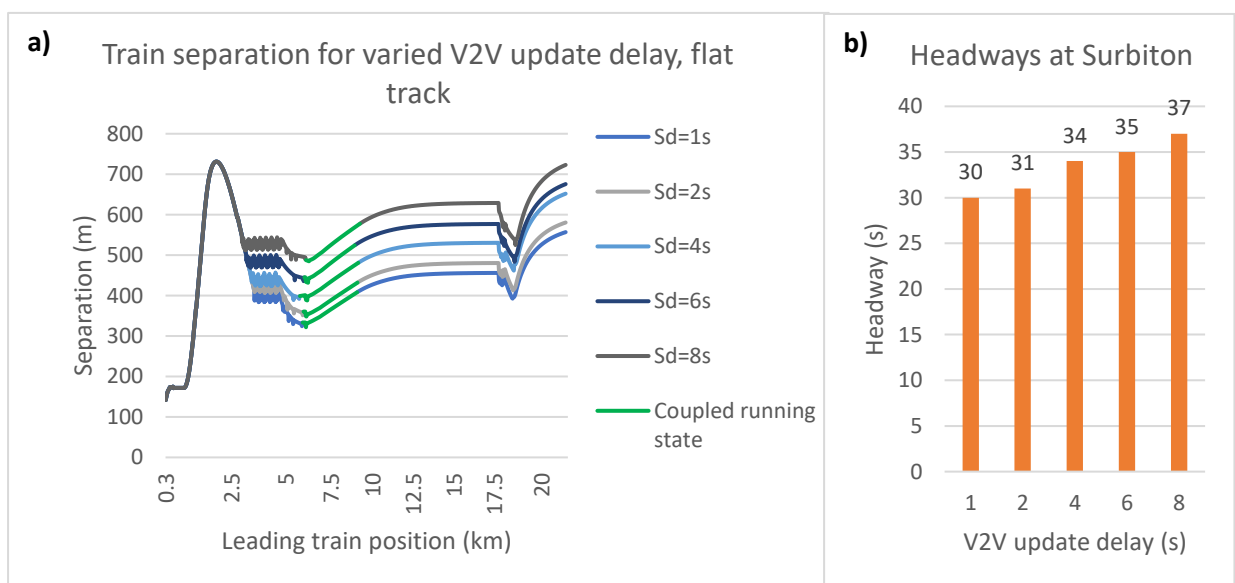 a)
Train separation for varied V2V update delay, flat
track
Separation (m)
800
700
600
500
400
300
200
100
0
0.3
2.5
5
7.5
10
12.5
15
17.5
20
Leading train position (km)
Sd=1s
Sd=2s
Sd=4s
Sd=6s
Sd=8s
Coupled running
state
b)
Headways at Surbiton
Headway (s)
40
35
30
25
20
15
10
5
0
30
31
34
35
37
1
2
4
6
8
V2V update delay (s)